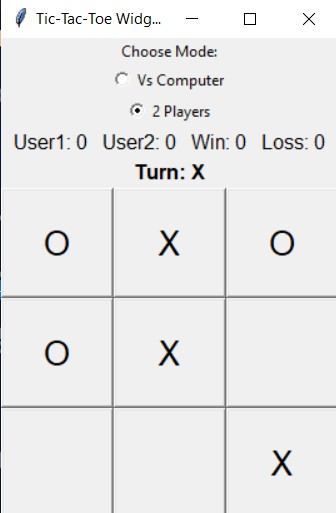 Tic-Tac-Toe Widg...
Choose Mode:
Vs Computer
2 Players
User1: 0 User2: 0 Win: 0 Loss: 0
Turn: X
O X O
O X
X